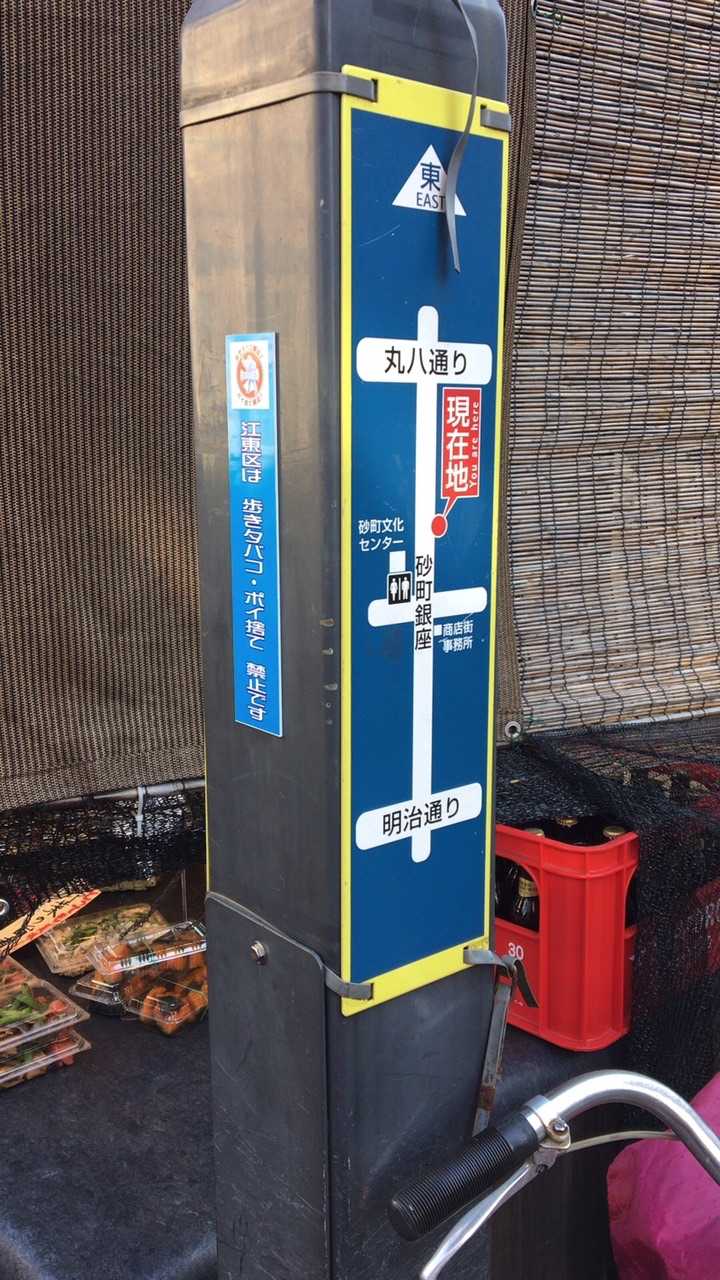 東
EAST
丸八通り
現在地
You are here
砂町文化
センター
砂町銀座
商店街
事務所
明治通り
江東区は 歩きタバコ・ポイ捨て 禁止です
30